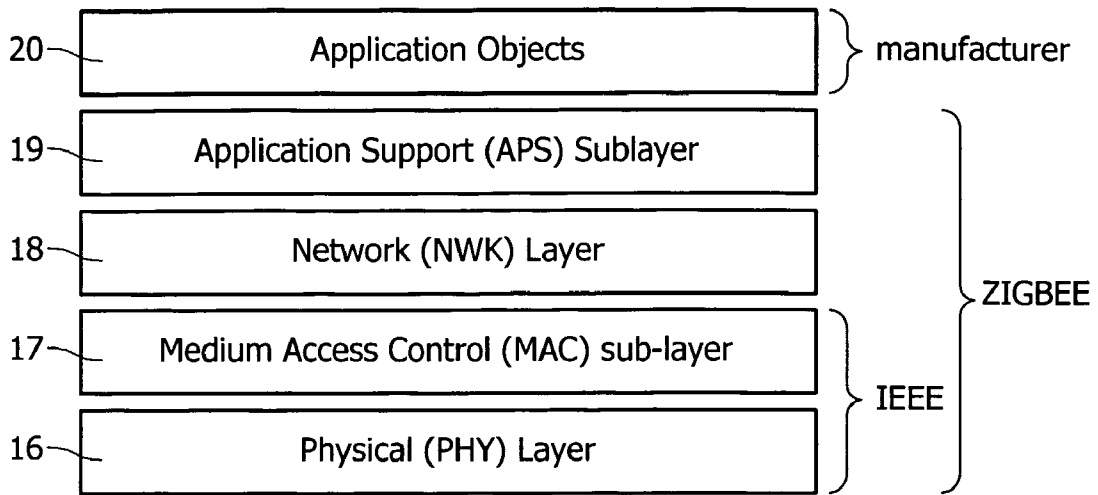 20 Application Objects manufacturer
19 Application Support (APS) Sublayer
18 Network (NWK) Layer
ZIGBEE
17 Medium Access Control (MAC) sub-layer
IEEE
16 Physical (PHY) Layer